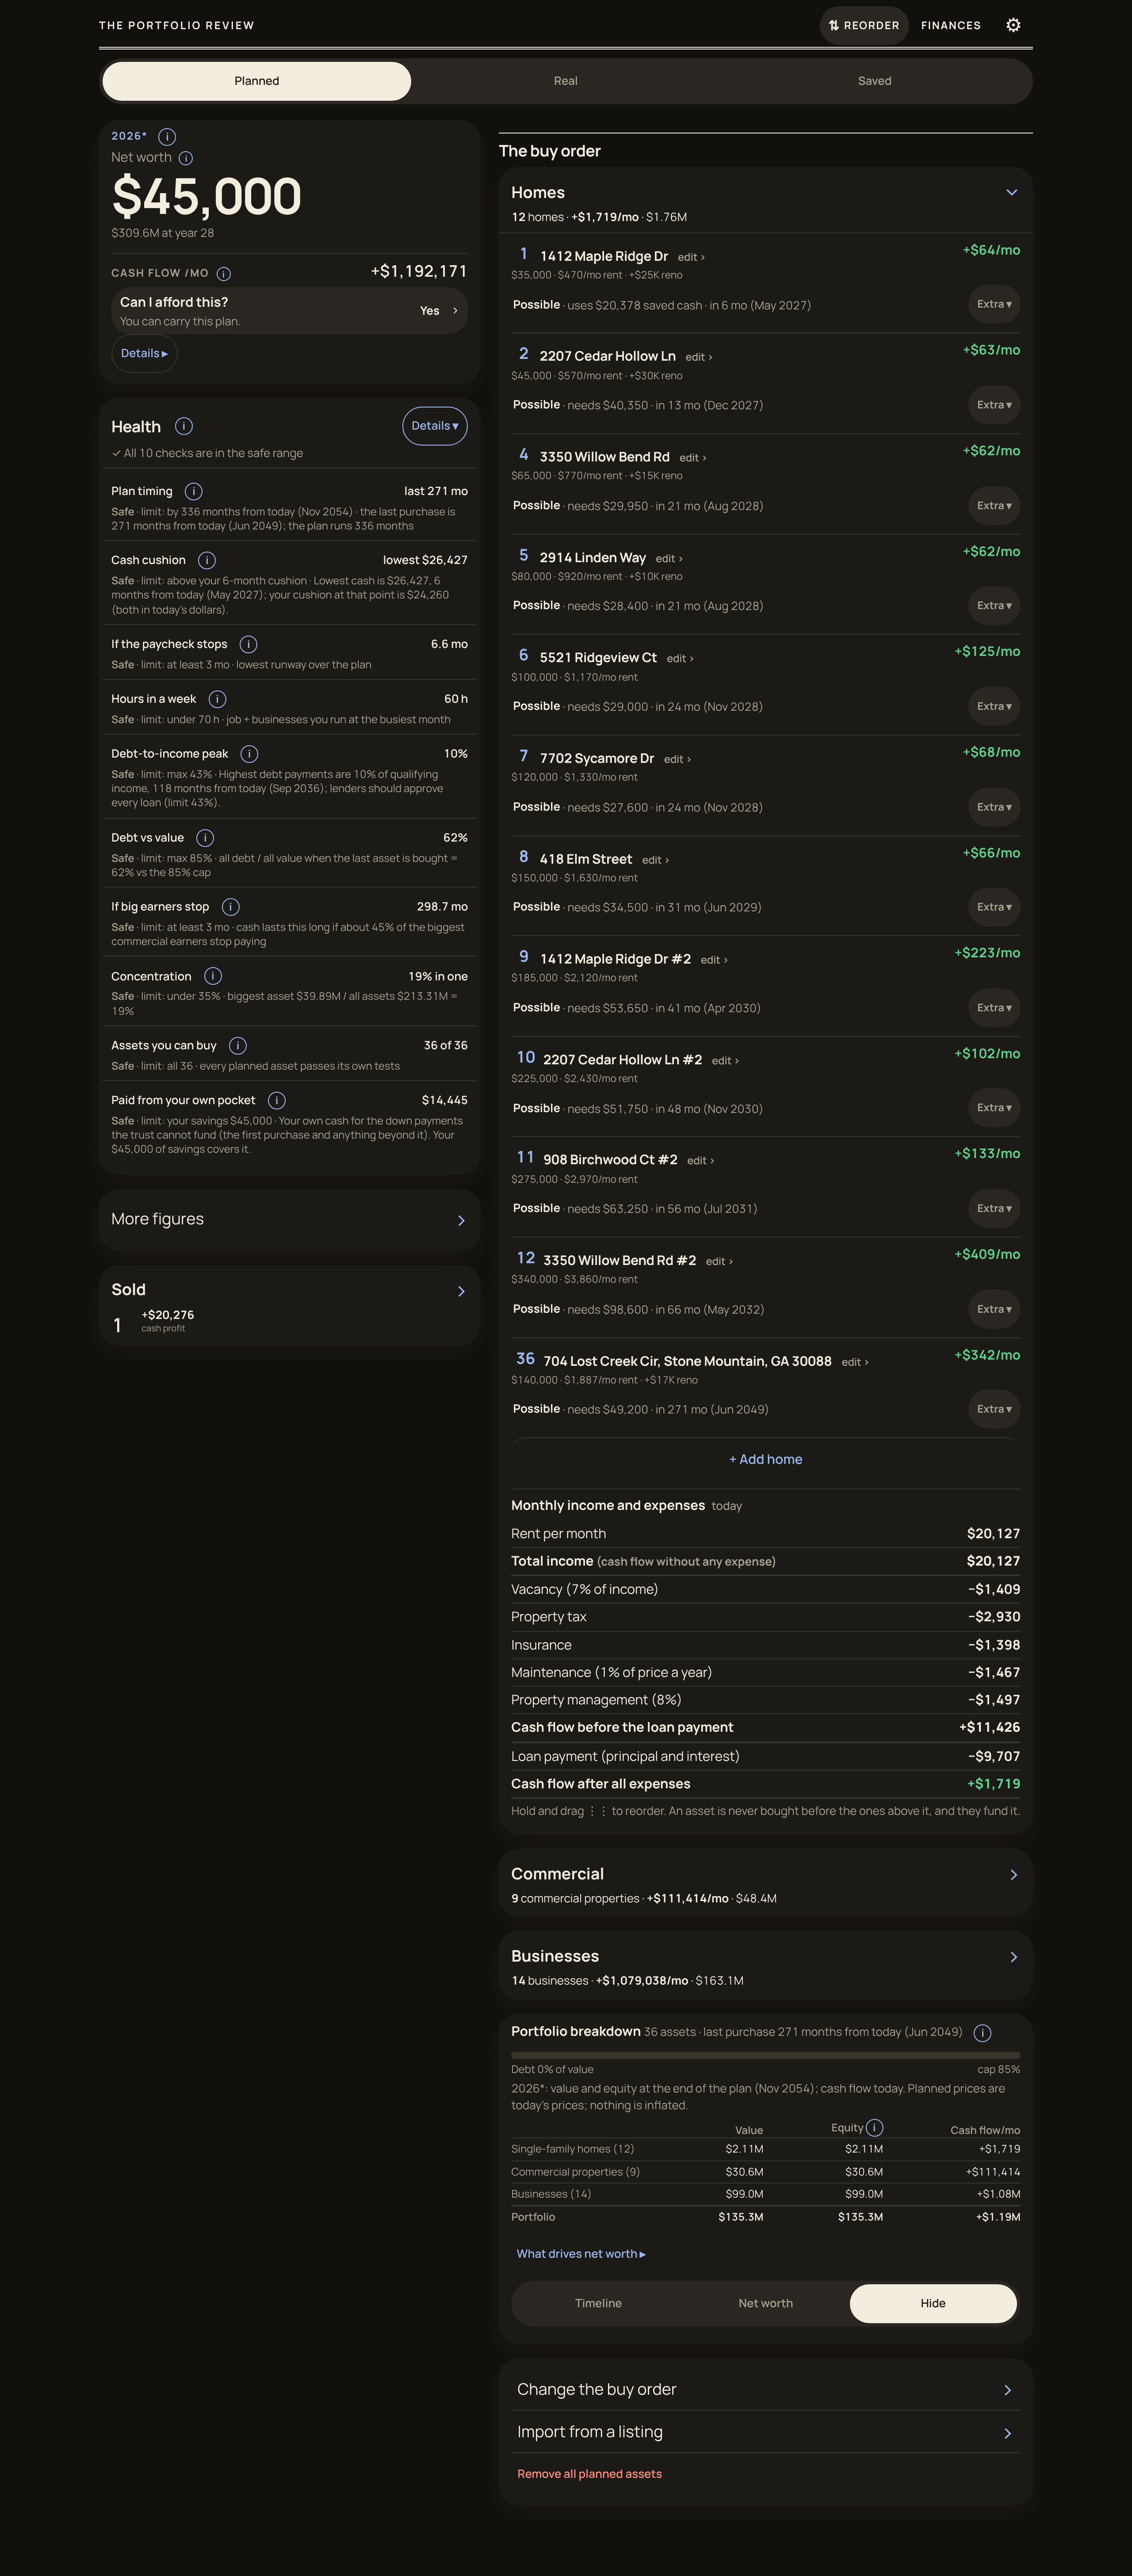 THE PORTFOLIO REVIEW
⇅ REORDER
FINANCES
Planned
Real
Saved
2026*
Net worth
$45,000
$309.6M at year 28
CASH FLOW /MO
+$1,192,171
Can I afford this?
You can carry this plan.
Yes
Details ▸
Health
Details ▾
✓ All 10 checks are in the safe range
Plan timing
last 271 mo
Safe · limit: by 336 months from today (Nov 2054) · the last purchase is
271 months from today (Jun 2049); the plan runs 336 months
Cash cushion
lowest $26,427
Safe · limit: above your 6-month cushion · Lowest cash is $26,427, 6
months from today (May 2027); your cushion at that point is $24,260
(both in today's dollars).
If the paycheck stops
6.6 mo
Safe · limit: at least 3 mo · lowest runway over the plan
Hours in a week
60 h
Safe · limit: under 70 h · job + businesses you run at the busiest month
Debt-to-income peak
10%
Safe · limit: max 43% · Highest debt payments are 10% of qualifying
income, 118 months from today (Sep 2036); lenders should approve
every loan (limit 43%).
Debt vs value
62%
Safe · limit: max 85% · all debt / all value when the last asset is bought =
62% vs the 85% cap
If big earners stop
298.7 mo
Safe · limit: at least 3 mo · cash lasts this long if about 45% of the biggest
commercial earners stop paying
Concentration
19% in one
Safe · limit: under 35% · biggest asset $39.89M / all assets $213.31M =
19%
Assets you can buy
36 of 36
Safe · limit: all 36 · every planned asset passes its own tests
Paid from your own pocket
$14,445
Safe · limit: your savings $45,000 · Your own cash for the down payments
the trust cannot fund (the first purchase and anything beyond it). Your
$45,000 of savings covers it.
More figures
Sold
1
+$20,276
cash profit
The buy order
Homes
12 homes · +$1,719/mo · $1.76M
1 1412 Maple Ridge Dr edit ›
+$64/mo
$35,000 · $470/mo rent · +$25K reno
Possible · uses $20,378 saved cash · in 6 mo (May 2027)
Extra ▾
2 2207 Cedar Hollow Ln edit ›
+$63/mo
$45,000 · $570/mo rent · +$30K reno
Possible · needs $40,350 · in 13 mo (Dec 2027)
Extra ▾
4 3350 Willow Bend Rd edit ›
+$62/mo
$65,000 · $770/mo rent · +$15K reno
Possible · needs $29,950 · in 21 mo (Aug 2028)
Extra ▾
5 2914 Linden Way edit ›
+$62/mo
$80,000 · $920/mo rent · +$10K reno
Possible · needs $28,400 · in 21 mo (Aug 2028)
Extra ▾
6 5521 Ridgeview Ct edit ›
+$125/mo
$100,000 · $1,170/mo rent
Possible · needs $29,000 · in 24 mo (Nov 2028)
Extra ▾
7 7702 Sycamore Dr edit ›
+$68/mo
$120,000 · $1,330/mo rent
Possible · needs $27,600 · in 24 mo (Nov 2028)
Extra ▾
8 418 Elm Street edit ›
+$66/mo
$150,000 · $1,630/mo rent
Possible · needs $34,500 · in 31 mo (Jun 2029)
Extra ▾
9 1412 Maple Ridge Dr #2 edit ›
+$223/mo
$185,000 · $2,120/mo rent
Possible · needs $53,650 · in 41 mo (Apr 2030)
Extra ▾
10 2207 Cedar Hollow Ln #2 edit ›
+$102/mo
$225,000 · $2,430/mo rent
Possible · needs $51,750 · in 48 mo (Nov 2030)
Extra ▾
11 908 Birchwood Ct #2 edit ›
+$133/mo
$275,000 · $2,970/mo rent
Possible · needs $63,250 · in 56 mo (Jul 2031)
Extra ▾
12 3350 Willow Bend Rd #2 edit ›
+$409/mo
$340,000 · $3,860/mo rent
Possible · needs $98,600 · in 66 mo (May 2032)
Extra ▾
36 704 Lost Creek Cir, Stone Mountain, GA 30088 edit ›
+$342/mo
$140,000 · $1,887/mo rent · +$17K reno
Possible · needs $49,200 · in 271 mo (Jun 2049)
Extra ▾
+ Add home
Monthly income and expenses today
Rent per month $20,127
Total income (cash flow without any expense) $20,127
Vacancy (7% of income) −$1,409
Property tax −$2,930
Insurance −$1,398
Maintenance (1% of price a year) −$1,467
Property management (8%) −$1,497
Cash flow before the loan payment +$11,426
Loan payment (principal and interest) −$9,707
Cash flow after all expenses +$1,719
Hold and drag ⋮⋮ to reorder. An asset is never bought before the ones above it, and they fund it.
Commercial
9 commercial properties · +$111,414/mo · $48.4M
Businesses
14 businesses · +$1,079,038/mo · $163.1M
Portfolio breakdown 36 assets · last purchase 271 months from today (Jun 2049)
Debt 0% of value
cap 85%
2026*: value and equity at the end of the plan (Nov 2054); cash flow today. Planned prices are
today's prices; nothing is inflated.
Value Equity Cash flow/mo
Single-family homes (12) $2.11M $2.11M +$1,719
Commercial properties (9) $30.6M $30.6M +$111,414
Businesses (14) $99.0M $99.0M +$1.08M
Portfolio $135.3M $135.3M +$1.19M
What drives net worth ▸
Timeline
Net worth
Hide
Change the buy order
Import from a listing
Remove all planned assets